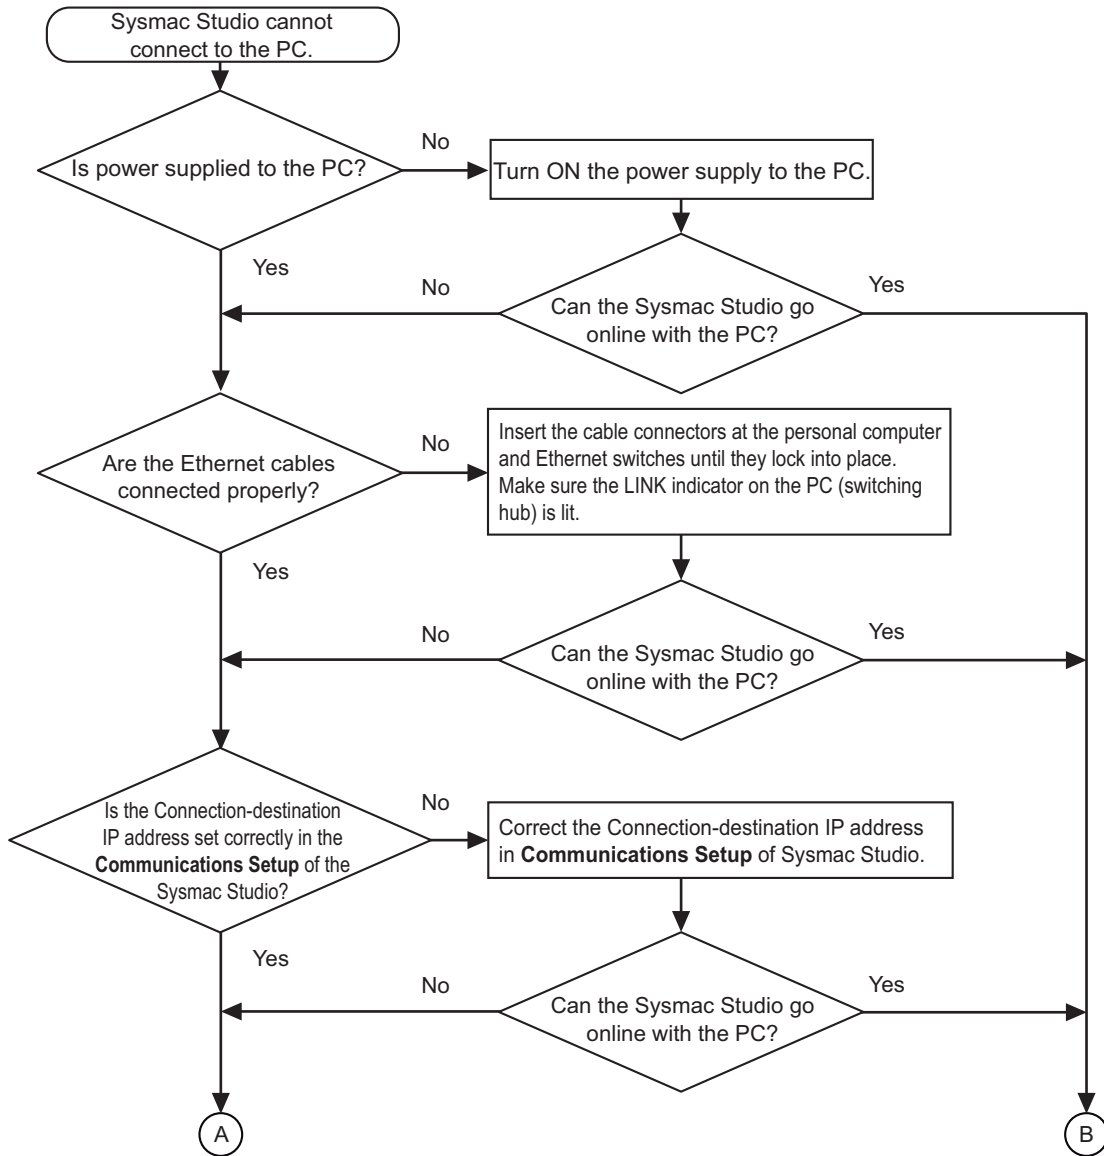 Sysmac Studio cannot
connect to the PC.
Is power supplied to the PC?
No
Turn ON the power supply to the PC.
Yes
No
Can the Sysmac Studio go
online with the PC?
Yes
Are the Ethernet cables
connected properly?
No
Insert the cable connectors at the personal computer
and Ethernet switches until they lock into place.
Make sure the LINK indicator on the PC (switching
hub) is lit.
Yes
No
Can the Sysmac Studio go
online with the PC?
Yes
Is the Connection-destination
IP address set correctly in the
Communications Setup of the
Sysmac Studio?
No
Correct the Connection-destination IP address
in Communications Setup of Sysmac Studio.
Yes
No
Can the Sysmac Studio go
online with the PC?
Yes
A
B